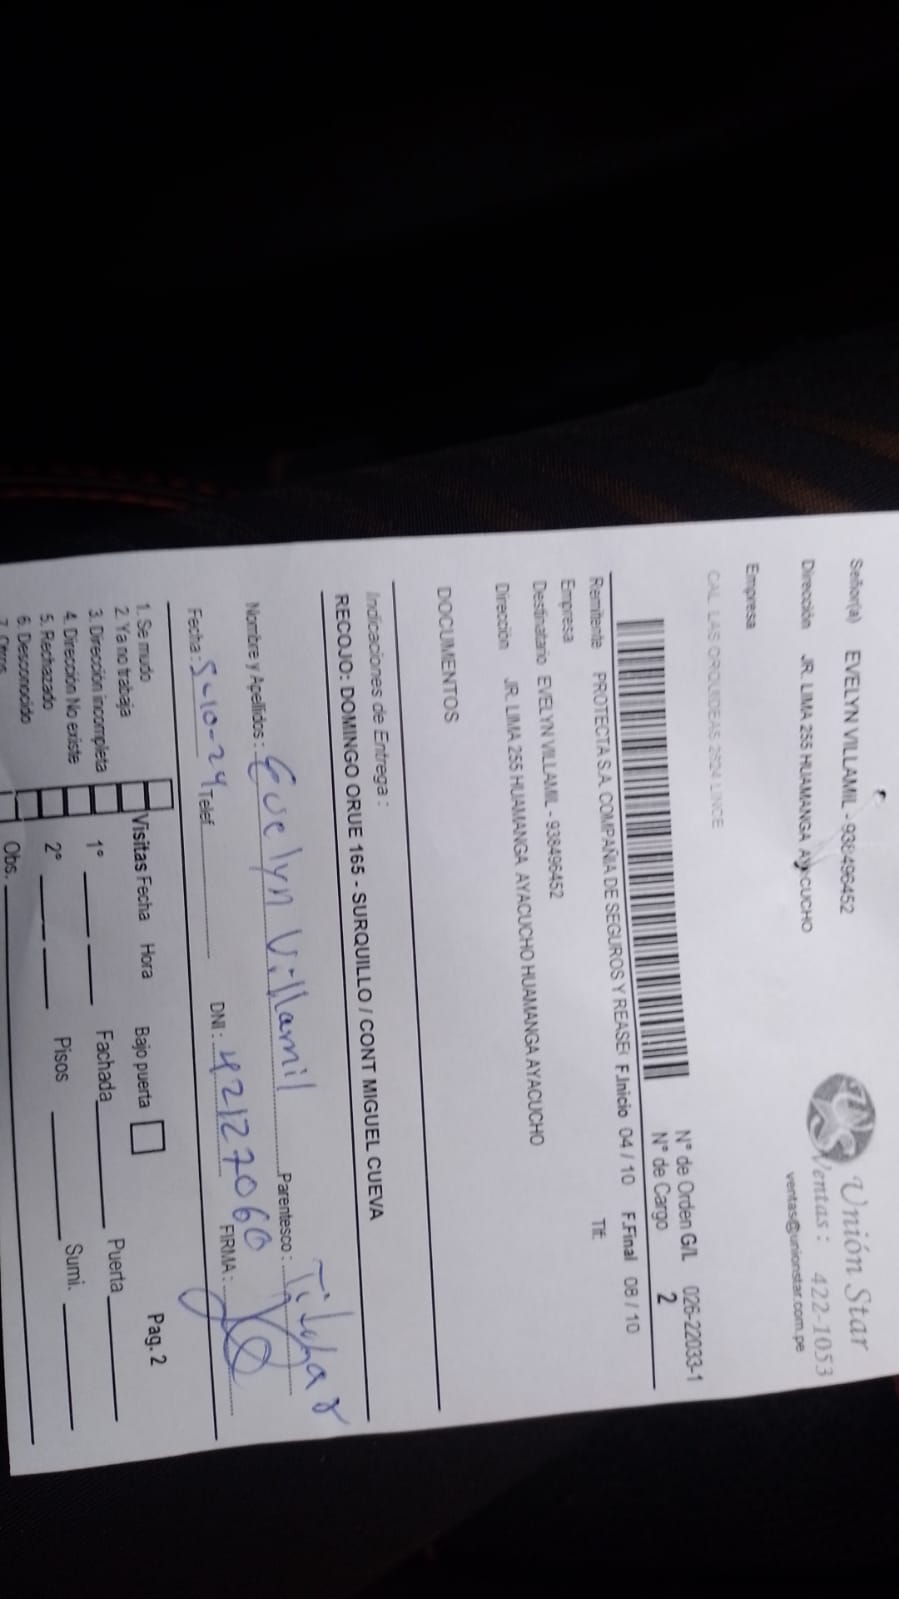 Señor(a) EVELYN VILLAMIL - 938496452
Dirección JR. LIMA 255 HUAMANGA AYACUCHO
Empresa
CAL. LAS ORQUIDEAS 2624 LINCE
Unión Star
Ventas: 422-1053
ventas@unionstar.com.pe
N° de Orden G/L 026-22033-1
N° de Cargo 2
Remitente PROTECTA S.A. COMPAÑIA DE SEGUROS Y REASE F.Inicio 04 / 10 F.Final 08 / 10
Empresa
Tlf:
Destinatario EVELYN VILLAMIL - 938496452
Dirección JR. LIMA 255 HUAMANGA AYACUCHO HUAMANGA AYACUCHO
DOCUMENTOS
Indicaciones de Entrega :
RECOJO: DOMINGO ORUE 165 - SURQUILLO / CONT MIGUEL CUEVA
Nombre y Apellidos : Evelyn Villamil Parentesco : Titular
Fecha : 5-10-24 Telef DNI : 42127060 FIRMA :
1. Se mudo Visitas Fecha Hora Bajo puerta Pag. 2
2. Ya no trabaja
3. Dirección incompleta 1° Fachada Puerta
4. Dirección No existe
5. Rechazado 2° Pisos Sumi.
6. Desconocido
7. Otros Obs.